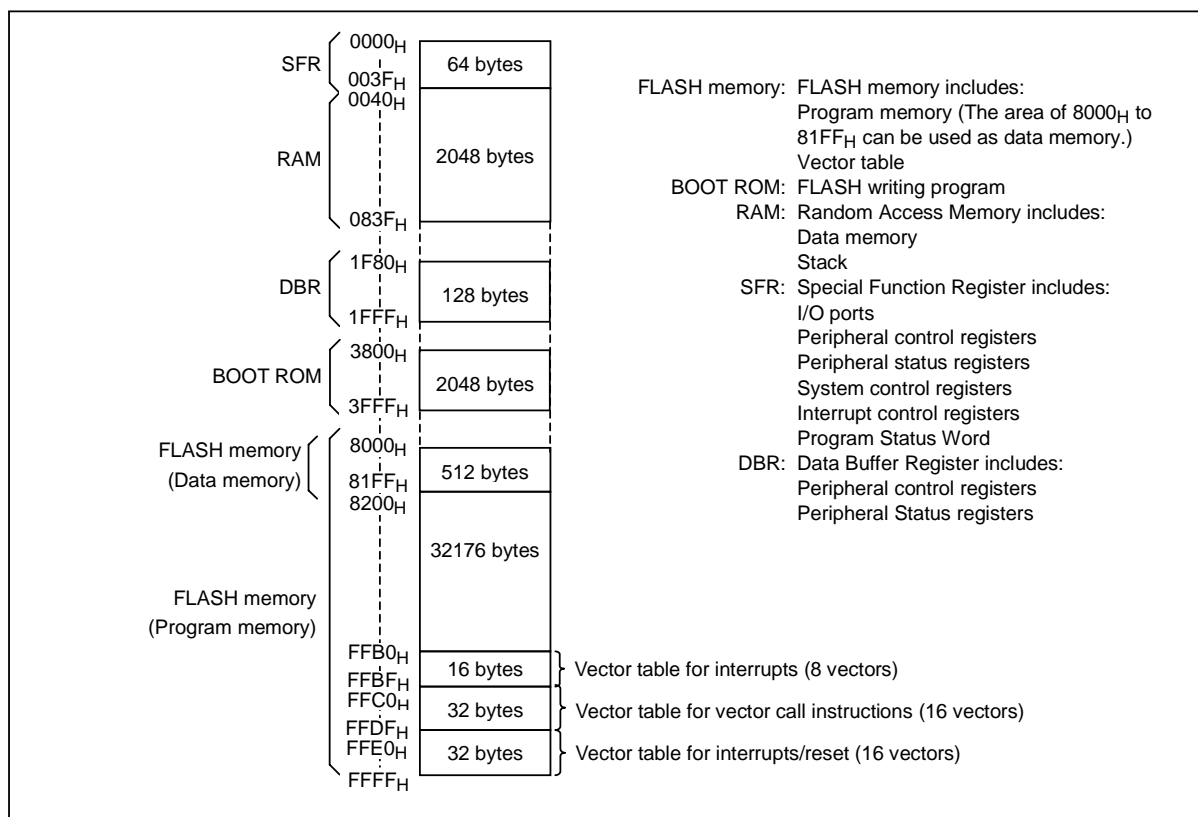 SFR
0000H
003FH
64 bytes
RAM
0040H
083FH
2048 bytes
DBR
1F80H
1FFFH
128 bytes
BOOT ROM
3800H
3FFFH
2048 bytes
FLASH memory
(Data memory)
8000H
81FFH
512 bytes
8200H
32176 bytes
FLASH memory
(Program memory)
FFB0H
FFBFH
16 bytes
Vector table for interrupts (8 vectors)
FFC0H
FFDFH
32 bytes
Vector table for vector call instructions (16 vectors)
FFE0H
FFFFH
32 bytes
Vector table for interrupts/reset (16 vectors)
FLASH memory: FLASH memory includes:
Program memory (The area of 8000H to
81FFH can be used as data memory.)
Vector table
BOOT ROM: FLASH writing program
RAM: Random Access Memory includes:
Data memory
Stack
SFR: Special Function Register includes:
I/O ports
Peripheral control registers
Peripheral status registers
System control registers
Interrupt control registers
Program Status Word
DBR: Data Buffer Register includes:
Peripheral control registers
Peripheral Status registers